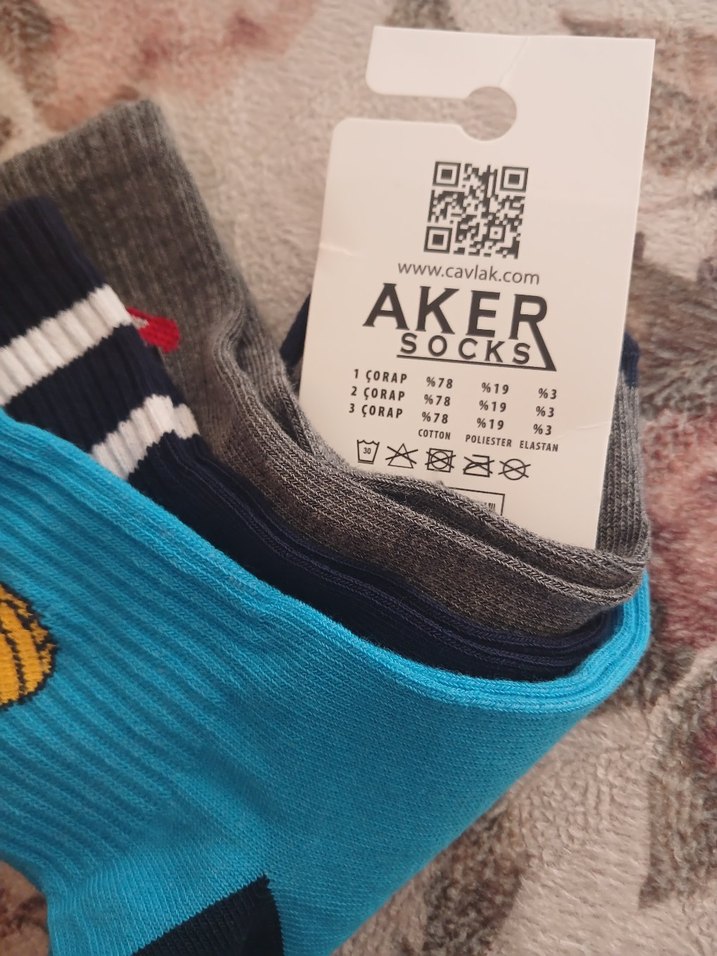 www.cavlak.com
AKER
SOCKS
1 ÇORAP %78 %19 %3
2 ÇORAP %78 %19 %3
3 ÇORAP %78 %19 %3
COTTON POLIESTER ELASTAN
30